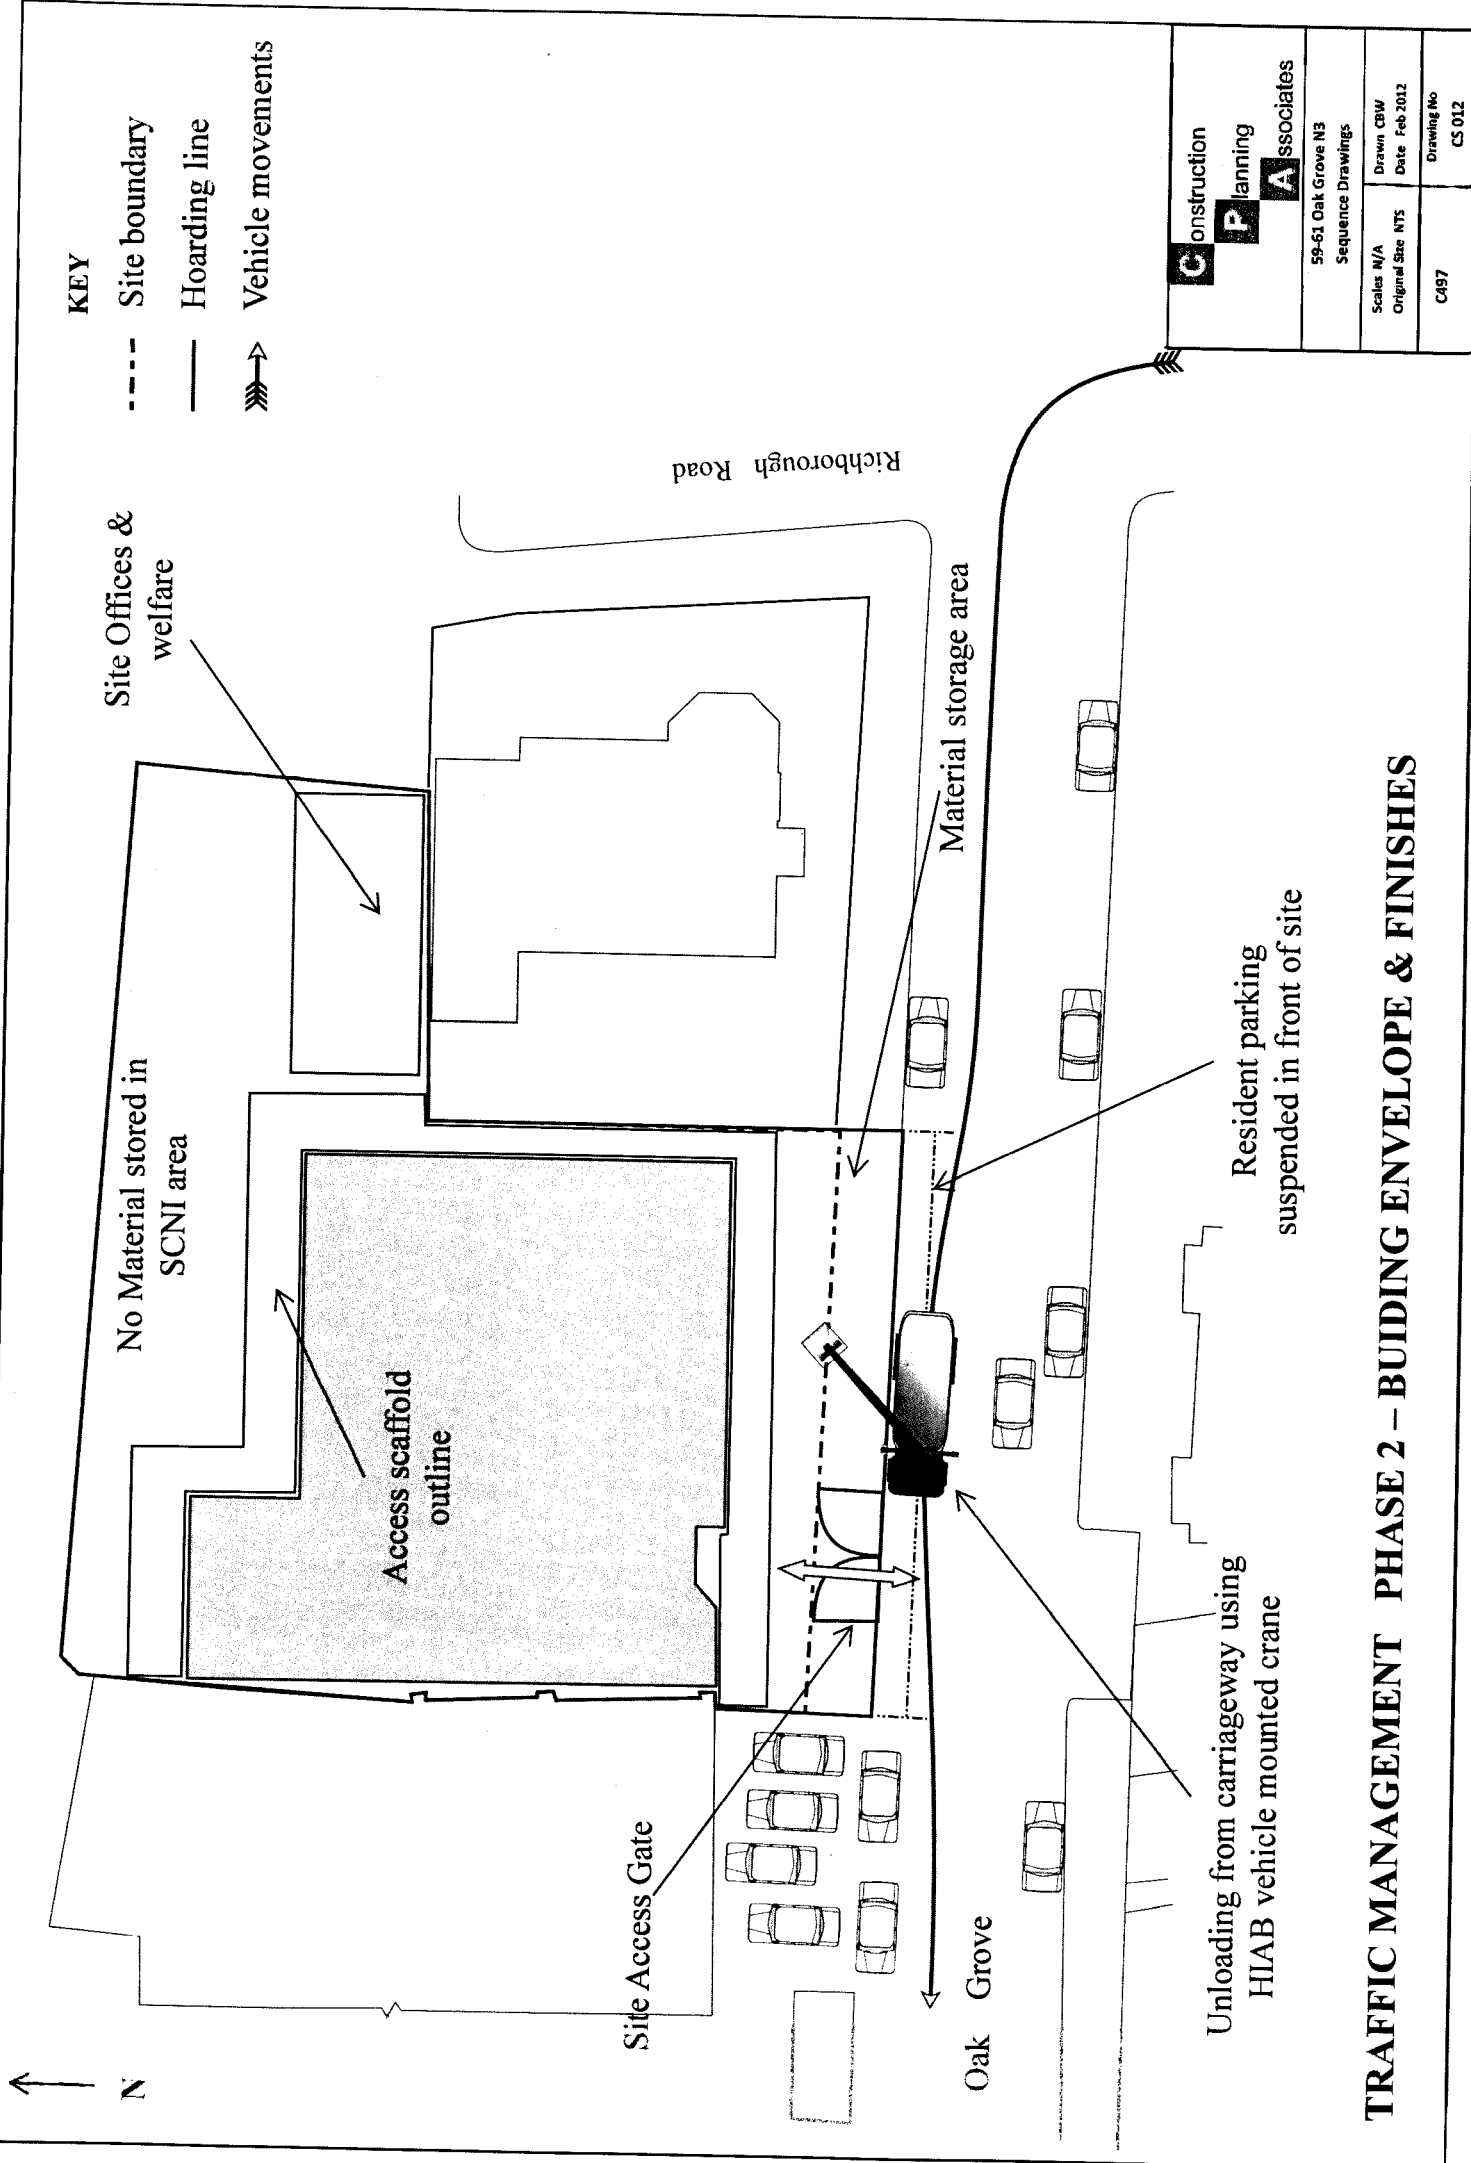 KEY
Site boundary
Hoarding line
Vehicle movements
Site Offices &
welfare
No Material stored in
SCNI area
Access scaffold
outline
Richborough Road
Material storage area
Site Access Gate
Oak Grove
Resident parking
suspended in front of site
Unloading from carriageway using
HIAB vehicle mounted crane
N
TRAFFIC MANAGEMENT PHASE 2 – BUIDING ENVELOPE & FINISHES
Construction
Planning
Associates
59-61 Oak Grove N3
Sequence Drawings
Scales N/A
Original Size NTS
Drawn CBW
Date Feb 2012
C497
Drawing No
CS 012